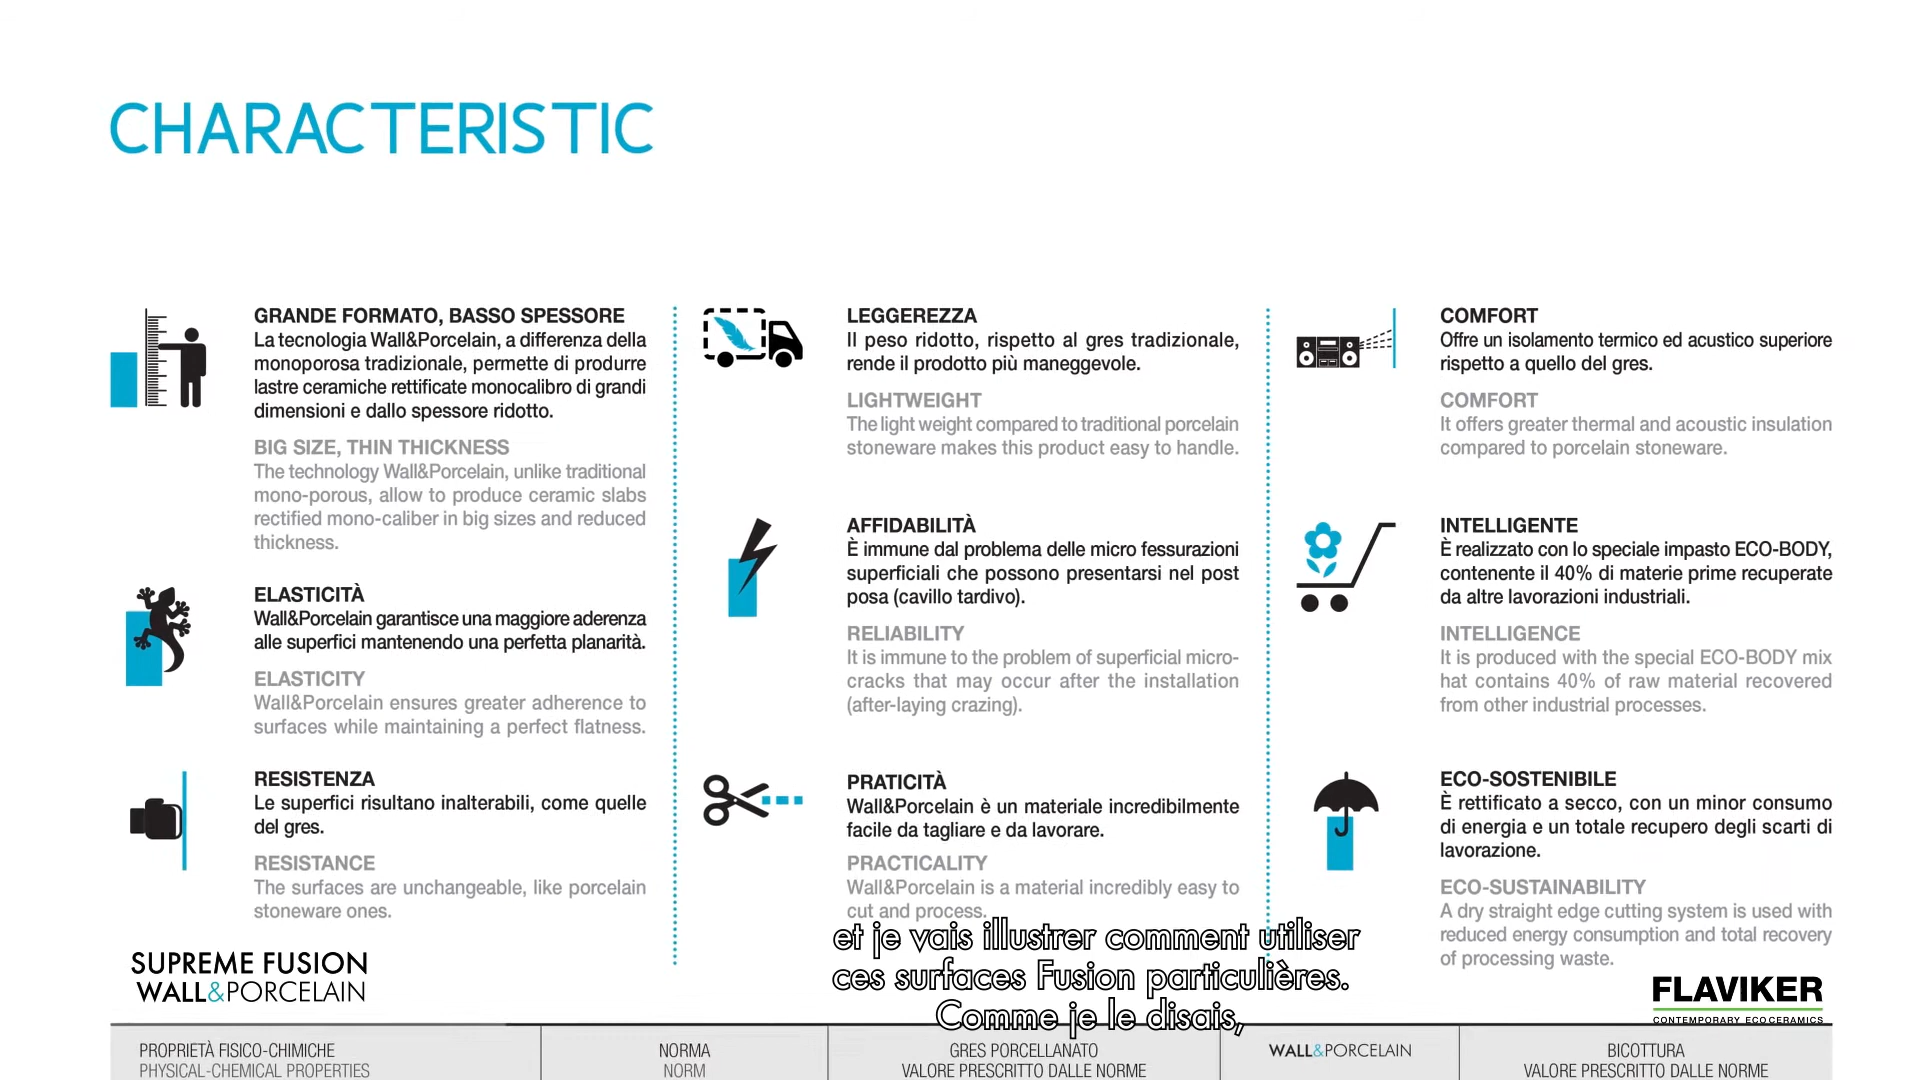 CHARACTERISTIC
GRANDE FORMATO, BASSO SPESSORE
La tecnologia Wall&Porcelain, a differenza della
monoporosa tradizionale, permette di produrre
lastre ceramiche rettificate monocalibro di grandi
dimensioni e dallo spessore ridotto.
BIG SIZE, THIN THICKNESS
The technology Wall&Porcelain, unlike traditional
mono-porous, allow to produce ceramic slabs
rectified mono-caliber in big sizes and reduced
thickness.
ELASTICITÀ
Wall&Porcelain garantisce una maggiore aderenza
alle superfici mantenendo una perfetta planarità.
ELASTICITY
Wall&Porcelain ensures greater adherence to
surfaces while maintaining a perfect flatness.
RESISTENZA
Le superfici risultano inalterabili, come quelle
del gres.
RESISTANCE
The surfaces are unchangeable, like porcelain
stoneware ones.
LEGGEREZZA
Il peso ridotto, rispetto al gres tradizionale,
rende il prodotto più maneggevole.
LIGHTWEIGHT
The light weight compared to traditional porcelain
stoneware makes this product easy to handle.
AFFIDABILITÀ
È immune dal problema delle micro fessurazioni
superficiali che possono presentarsi nel post
posa (cavillo tardivo).
RELIABILITY
It is immune to the problem of superficial micro-
cracks that may occur after the installation
(after-laying crazing).
PRATICITÀ
Wall&Porcelain è un materiale incredibilmente
facile da tagliare e da lavorare.
PRACTICALITY
Wall&Porcelain is a material incredibly easy to
cut and process.
COMFORT
Offre un isolamento termico ed acustico superiore
rispetto a quello del gres.
COMFORT
It offers greater thermal and acoustic insulation
compared to porcelain stoneware.
INTELLIGENTE
È realizzato con lo speciale impasto ECO-BODY,
contenente il 40% di materie prime recuperate
da altre lavorazioni industriali.
INTELLIGENCE
It is produced with the special ECO-BODY mix
hat contains 40% of raw material recovered
from other industrial processes.
ECO-SOSTENIBILE
È rettificato a secco, con un minor consumo
di energia e un totale recupero degli scarti di
lavorazione.
ECO-SUSTAINABILITY
A dry straight edge cutting system is used with
reduced energy consumption and total recovery
of processing waste.
et je vais illustrer comment utiliser
ces surfaces Fusion particulières.
Comme je le disais,
SUPREME FUSION
WALL&PORCELAIN
FLAVIKER
CONTEMPORARY ECO CERAMICS
PROPRIETÀ FISICO-CHIMICHE
PHYSICAL-CHEMICAL PROPERTIES
NORMA
NORM
GRES PORCELLANATO
VALORE PRESCRITTO DALLE NORME
WALL&PORCELAIN
BICOTTURA
VALORE PRESCRITTO DALLE NORME